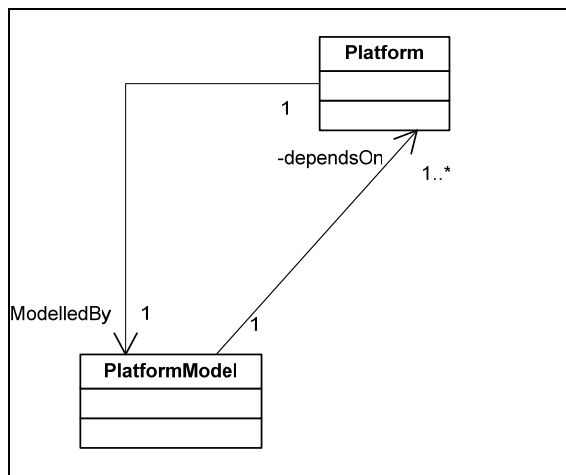 Platform
1
-dependsOn
1..*
ModelledBy
1
1
PlatformModel